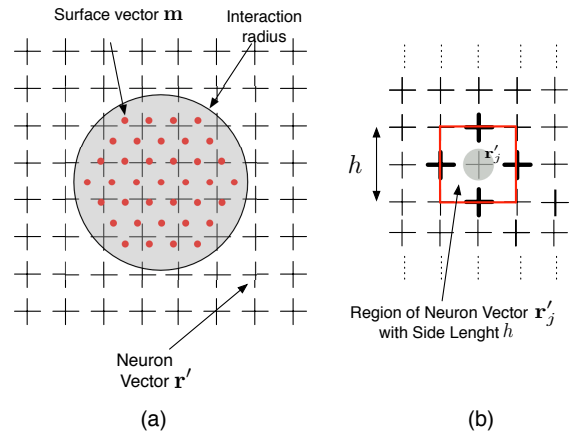 Surface vector m
Interaction
radius
Neuron
Vector r′
(a)
h
r′j
Region of Neuron Vector r′j
with Side Lenght h
(b)